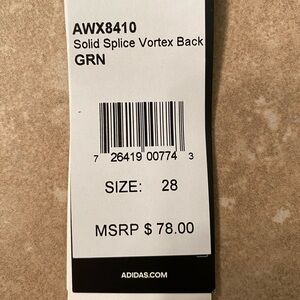 AWX8410
Solid Splice Vortex Back
GRN
7 26419 00774 3
SIZE: 28
MSRP $ 78.00
ADIDAS.COM